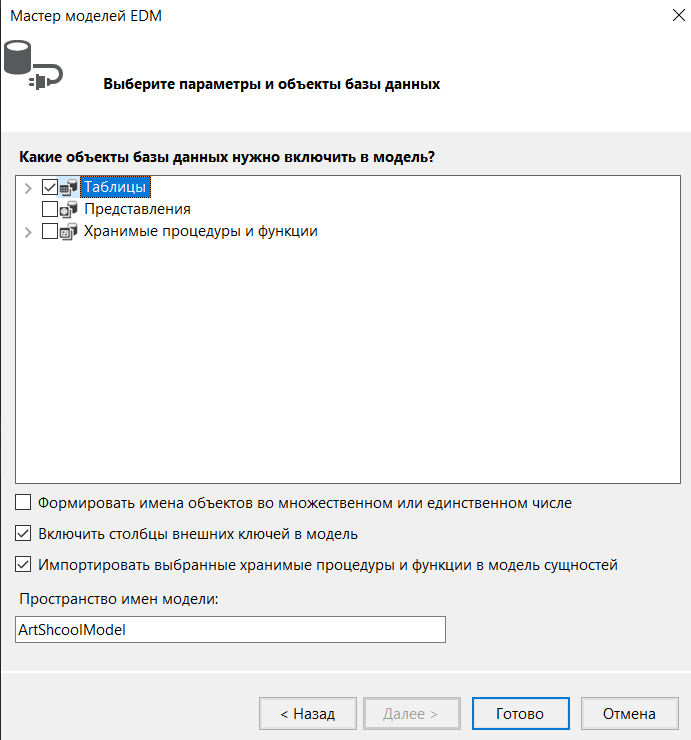 Мастер моделей EDM
Выберите параметры и объекты базы данных
Какие объекты базы данных нужно включить в модель?
Таблицы
Представления
Хранимые процедуры и функции
Формировать имена объектов во множественном или единственном числе
Включить столбцы внешних ключей в модель
Импортировать выбранные хранимые процедуры и функции в модель сущностей
Пространство имен модели:
ArtShcoolModel
< Назад
Далее >
Готово
Отмена